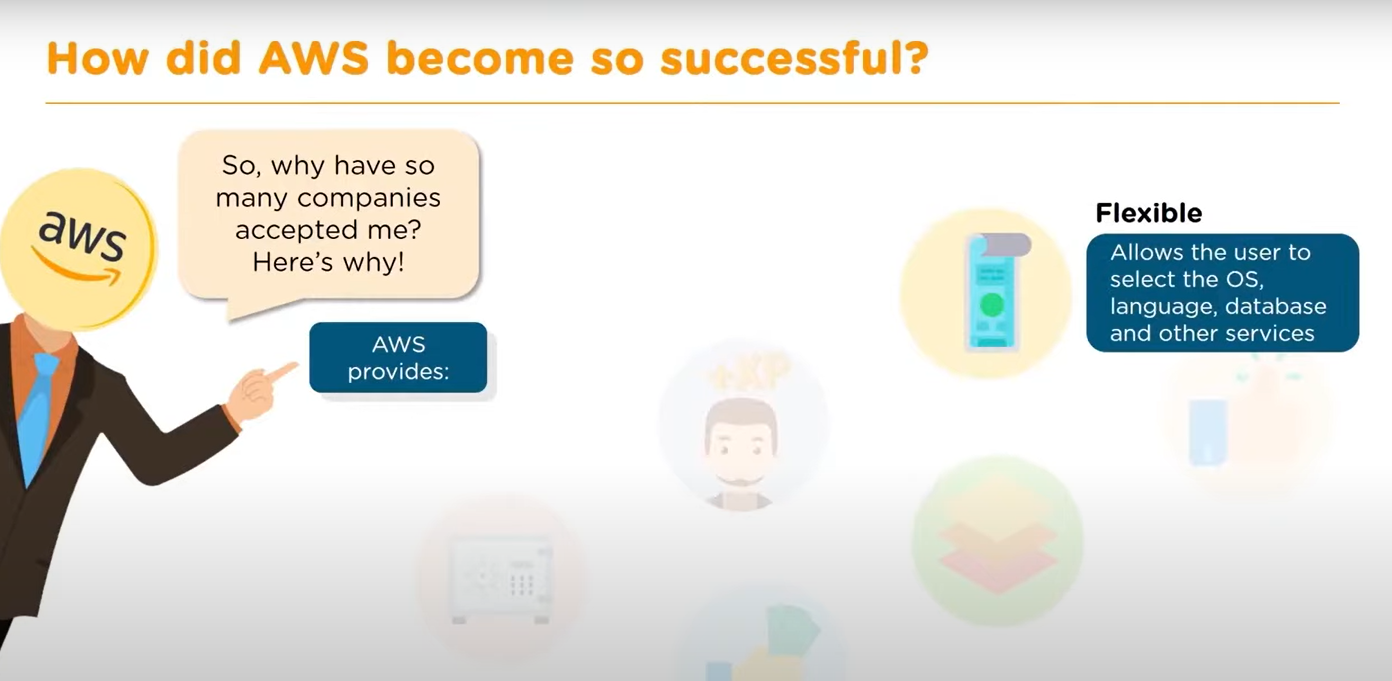 How did AWS become so successful?
So, why have so
many companies
accepted me?
Here's why!
aws
AWS
provides:
Flexible
Allows the user to
select the OS,
language, database
and other services
+XP